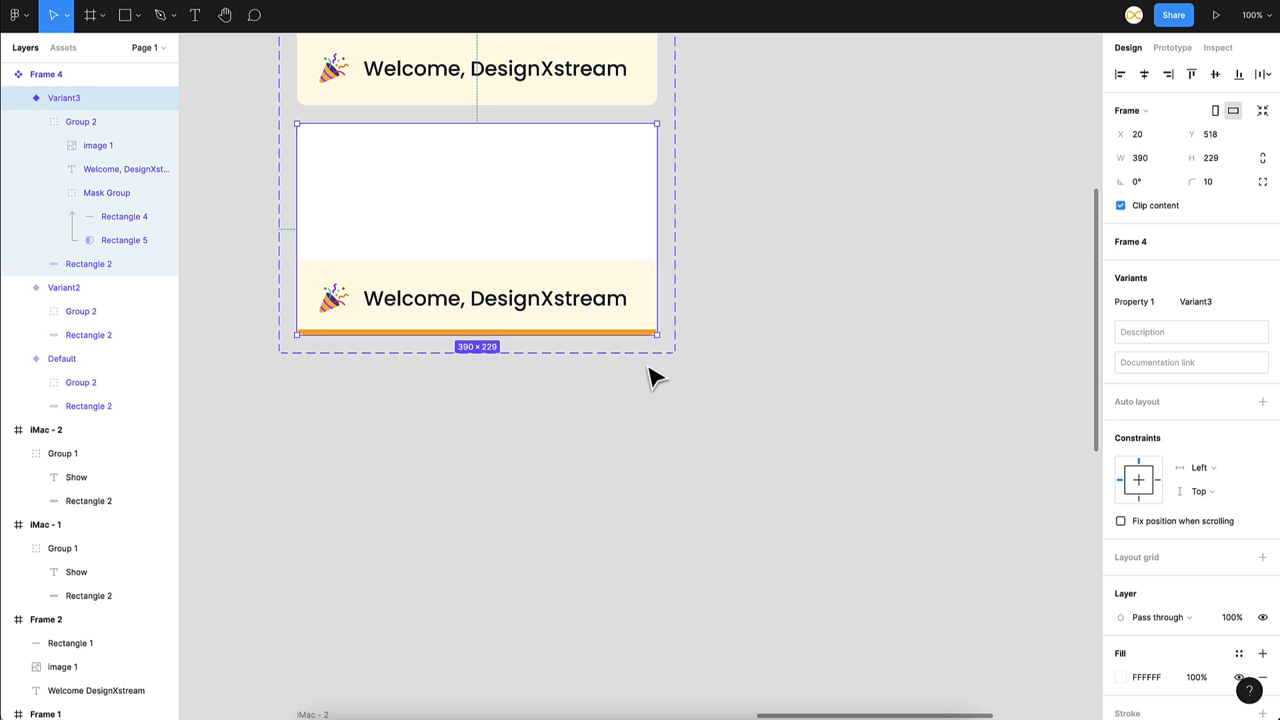 Share
100%
Layers
Assets
Page 1
Design
Prototype
Inspect
Frame 4
Variant3
Group 2
image 1
Welcome, DesignXst...
Mask Group
Rectangle 4
Rectangle 5
Rectangle 2
Variant2
Group 2
Rectangle 2
Default
Group 2
Rectangle 2
iMac - 2
Group 1
Show
Rectangle 2
iMac - 1
Group 1
Show
Rectangle 2
Frame 2
Rectangle 1
image 1
Welcome DesignXstream
Frame 1
Welcome, DesignXstream
Welcome, DesignXstream
390 × 229
iMac - 2
Frame
X 20 Y 518
W 390 H 229
0° 10
Clip content
Frame 4
Variants
Property 1 Variant3
Description
Documentation link
Auto layout
Constraints
Left
Top
Fix position when scrolling
Layout grid
Layer
Pass through 100%
Fill
FFFFFF 100%
?
Stroke